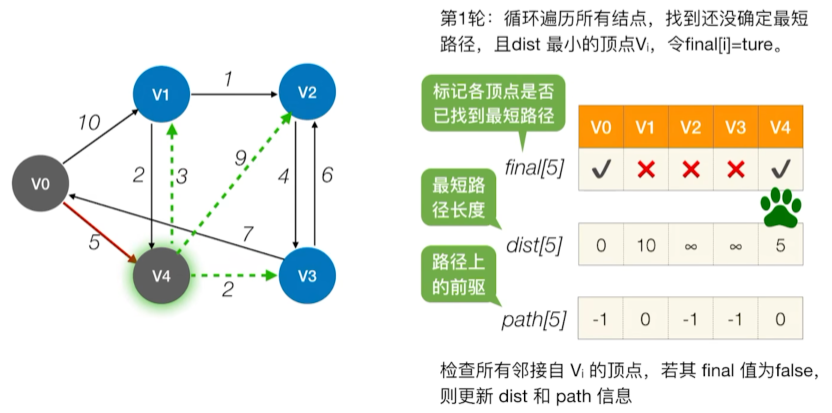 第1轮：循环遍历所有结点，找到还没确定最短
路径，且dist 最小的顶点Vᵢ，令final[i]=ture。
标记各顶点是否
已找到最短路径
V0 V1 V2 V3 V4
final[5] ✓ ✕ ✕ ✕ ✓
最短路
径长度
dist[5] 0 10 ∞ ∞ 5
路径上
的前驱
path[5] -1 0 -1 -1 0
检查所有邻接自 Vᵢ 的顶点，若其 final 值为false,
则更新 dist 和 path 信息
V1 1 V2
10
2 3 9 4 6
V0
5 7
V4 2 V3